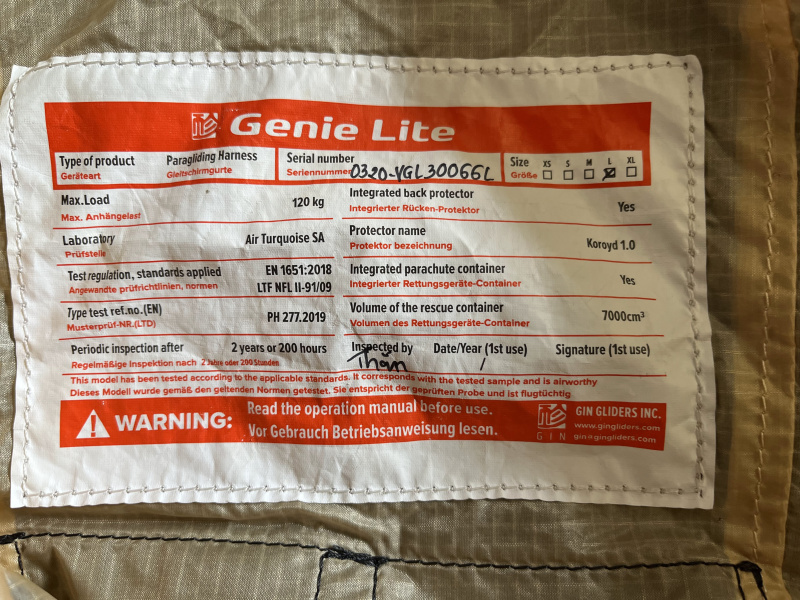 Genie Lite
Type of product Paragliding Harness
Geräteart Gleitschirmgurte
Serial number
Seriennummer 0320-VGL30066L
Size XS S M L XL
Größe
Max.Load 120 kg
Max. Anhängelast
Integrated back protector Yes
Integrierter Rücken-Protektor
Laboratory Air Turquoise SA
Prüfstelle
Protector name Koroyd 1.0
Protektor bezeichnung
Test regulation, standards applied EN 1651:2018
Angewandte prüfrichtlinien, normen LTF NFL II-91/09
Integrated parachute container Yes
Integrierter Rettungsgeräte-Container
Type test ref.no.(EN) PH 277.2019
Musterprüf-NR.(LTD)
Volume of the rescue container 7000cm³
Volumen des Rettungsgeräte-Container
Periodic inspection after 2 years or 200 hours
Regelmäßige inspektion nach 2 Jahre oder 200 Stunden
Inspected by Date/Year (1st use) Signature (1st use)
Thân /
This model has been tested according to the applicable standards. It corresponds with the tested sample and is airworthy
Dieses Modell wurde gemäß den geltenden Normen getestet. Sie entspricht der geprüften Probe und ist flugtüchtig
WARNING: Read the operation manual before use.
Vor Gebrauch Betriebsanweisung lesen.
GIN
GIN GLIDERS INC.
www.gingliders.com
gin@gingliders.com